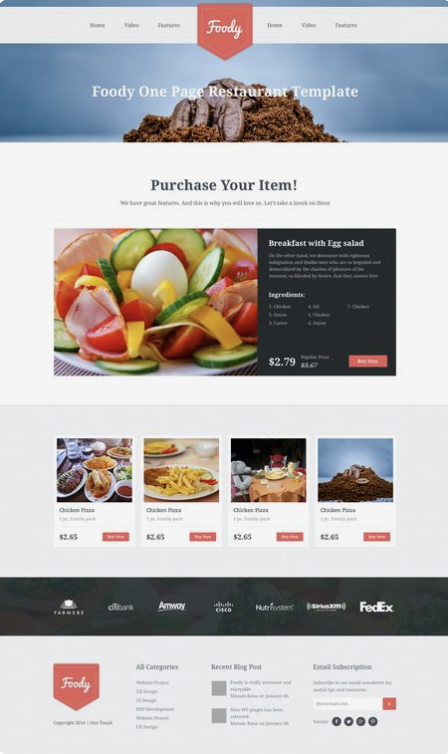 Home Video Features Foody Home Video Features
Foody One Page Restaurant Template
Purchase Your Item!
We have great features. And this is why you will love us. Let's take a loosk on these
Breakfast with Egg salad
On the other hand, we denounce with righteous
indignation and dislike men who are so beguiled and
demoralized by the charms of pleasure of the
moment, so blinded by desire, that they cannot fore
Ingredients:
1. Chicken 4. Oil 7. Chicken
2. Onion 5. Chicken
3. Carrot 6. Onion
$2.79 Regular Price $3.67 Buy Now
Chicken Pizza Chicken Pizza Chicken Pizza Chicken Pizza
1 pc, Family pack 1 pc, Family pack 1 pc, Family pack 1 pc, Family pack
$2.65 Buy Now $2.65 Buy Now $2.65 Buy Now $2.65 Buy Now
FARMERS citibank Amway CISCO Nutrisystem SiriusXM FedEx
Foody
Copyright 2014 | One Touch
All Categories
Website Project
UX Design
UI Design
PHP Development
Website Project
UX Design
Recent Blog Post
Foody is really awesome and
enjoyable
Masum Rana on January 06
New WP plugin has been
released!
Masum Rana on January 06
Email Subscription
Subscribe to our email newsletter for
useful tips and resources.
Socials: